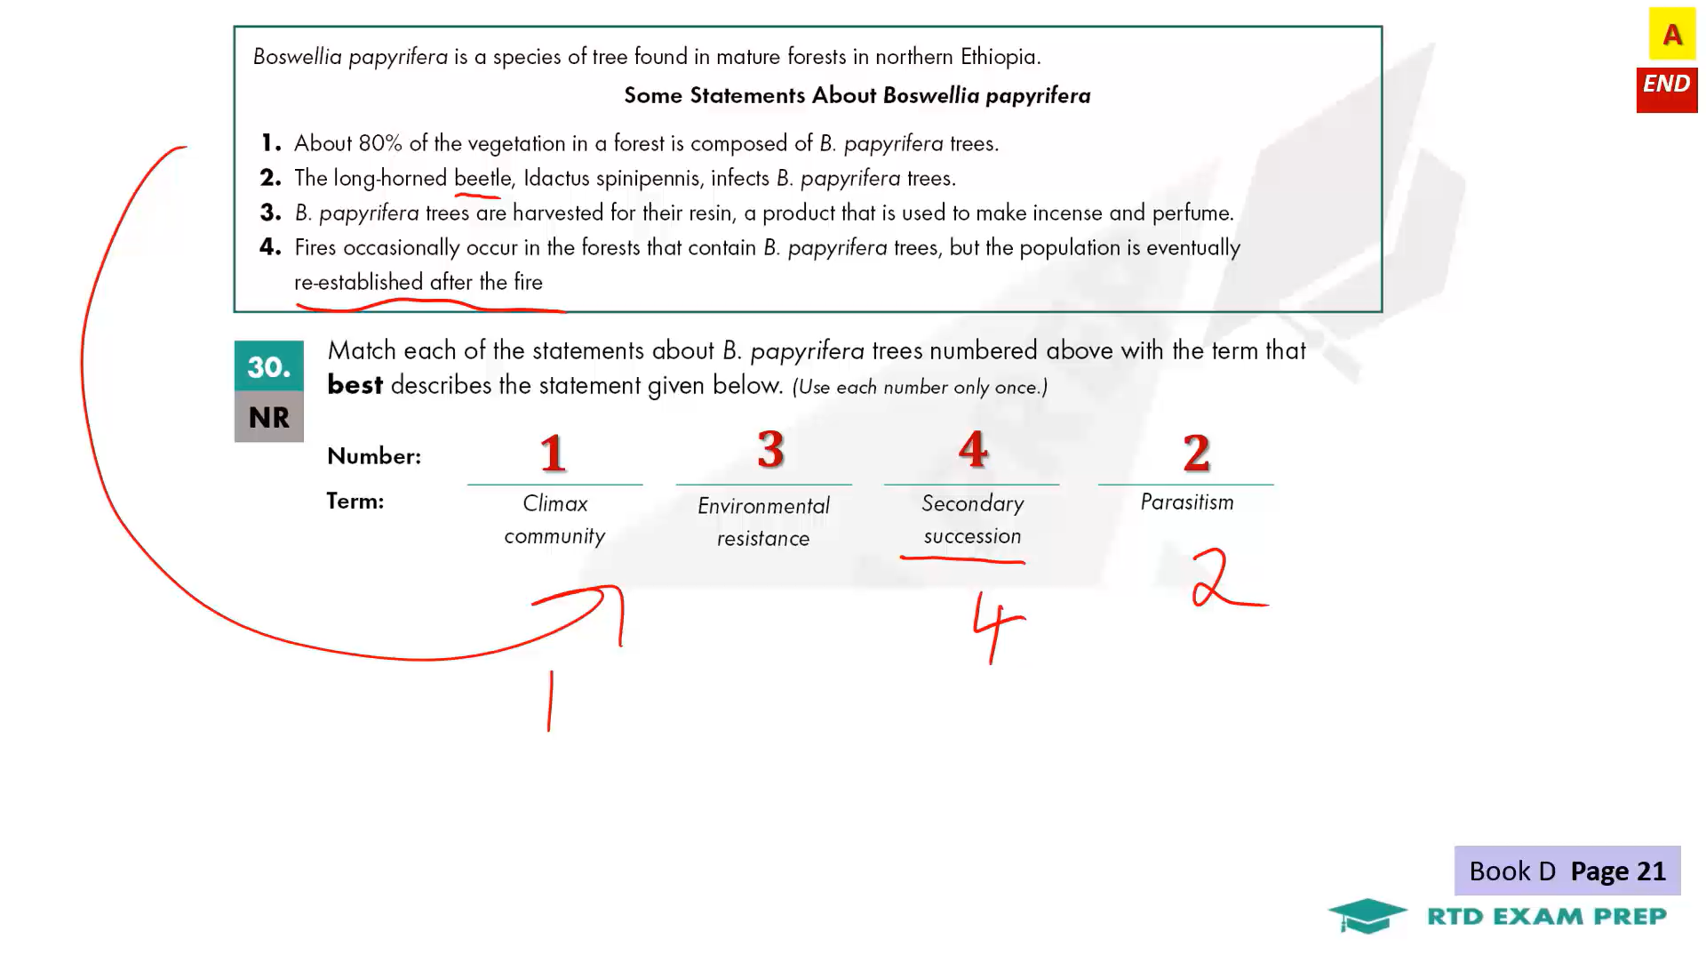 A
END
Boswellia papyrifera is a species of tree found in mature forests in northern Ethiopia.
Some Statements About Boswellia papyrifera
1. About 80% of the vegetation in a forest is composed of B. papyrifera trees.
2. The long-horned beetle, Idactus spinipennis, infects B. papyrifera trees.
3. B. papyrifera trees are harvested for their resin, a product that is used to make incense and perfume.
4. Fires occasionally occur in the forests that contain B. papyrifera trees, but the population is eventually
re-established after the fire
30.
NR
Match each of the statements about B. papyrifera trees numbered above with the term that
best describes the statement given below. (Use each number only once.)
Number: 1 3 4 2
Term: Climax Environmental Secondary Parasitism
community resistance succession
2
4
1
Book D Page 21
RTD EXAM PREP